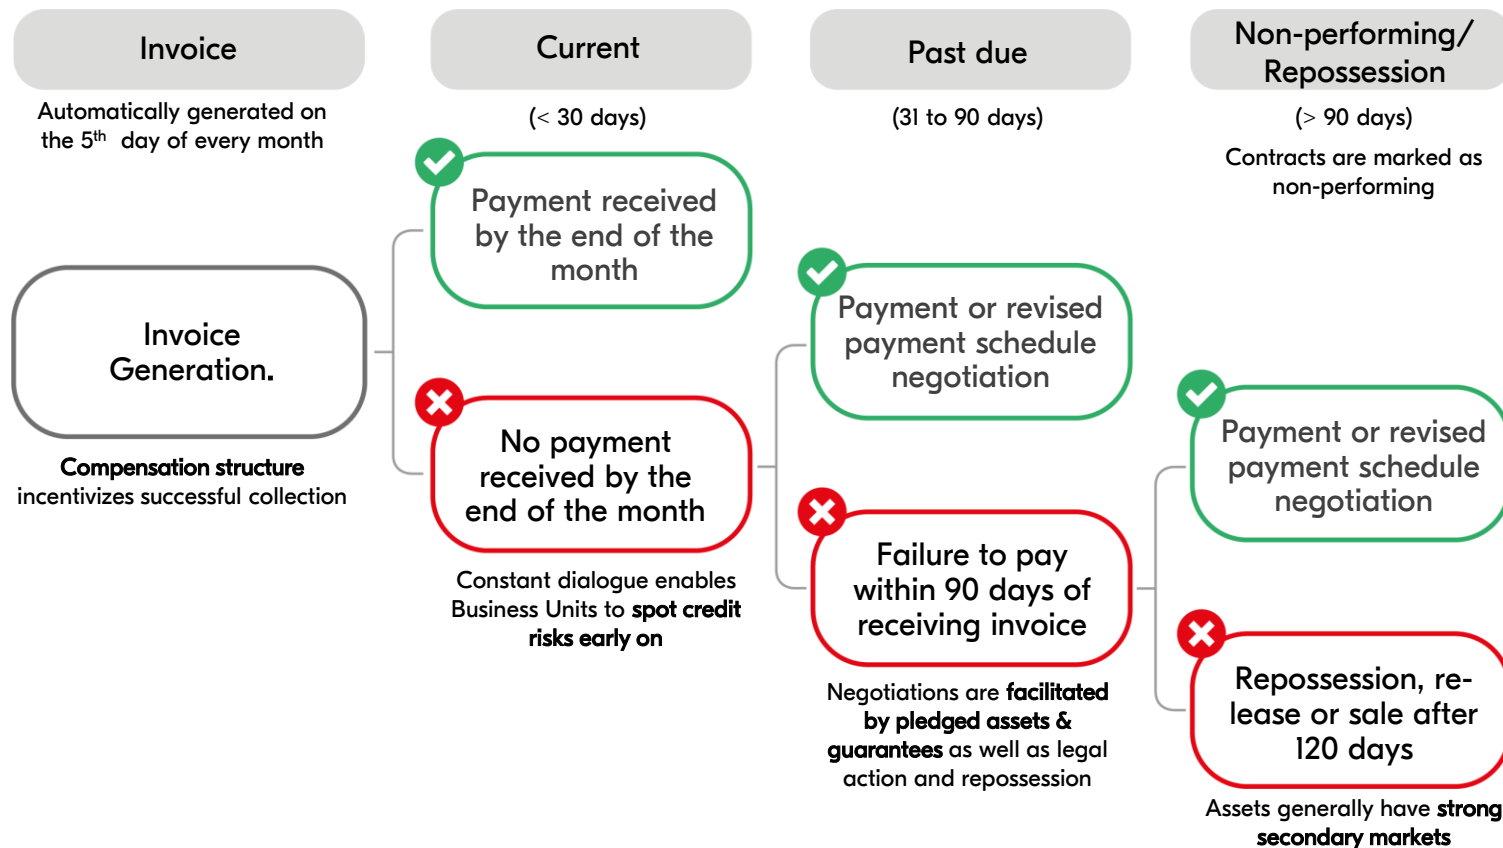 Invoice
Automatically generated on
the 5th day of every month
Invoice
Generation.
Compensation structure
incentivizes successful collection
Current
(< 30 days)
Payment received
by the end of the
month
No payment
received by the
end of the month
Constant dialogue enables
Business Units to spot credit
risks early on
Past due
(31 to 90 days)
Payment or revised
payment schedule
negotiation
Failure to pay
within 90 days of
receiving invoice
Negotiations are facilitated
by pledged assets &
guarantees as well as legal
action and repossession
Non-performing/
Repossession
(> 90 days)
Contracts are marked as
non-performing
Payment or revised
payment schedule
negotiation
Repossession, re-
lease or sale after
120 days
Assets generally have strong
secondary markets